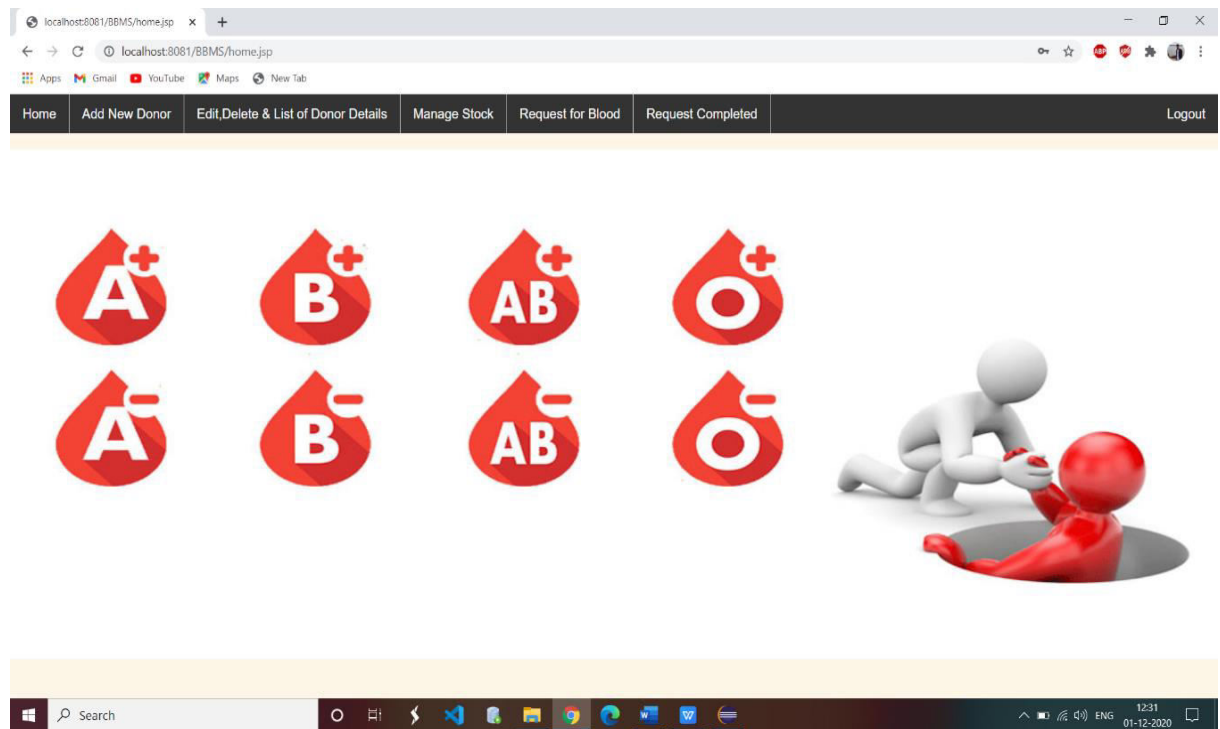 localhost:8081/BBMS/home.jsp
localhost:8081/BBMS/home.jsp
Apps Gmail YouTube Maps New Tab
Home Add New Donor Edit,Delete & List of Donor Details Manage Stock Request for Blood Request Completed Logout
A+ B+ AB+ O+
A- B- AB- O-
Search ENG 12:31
01-12-2020